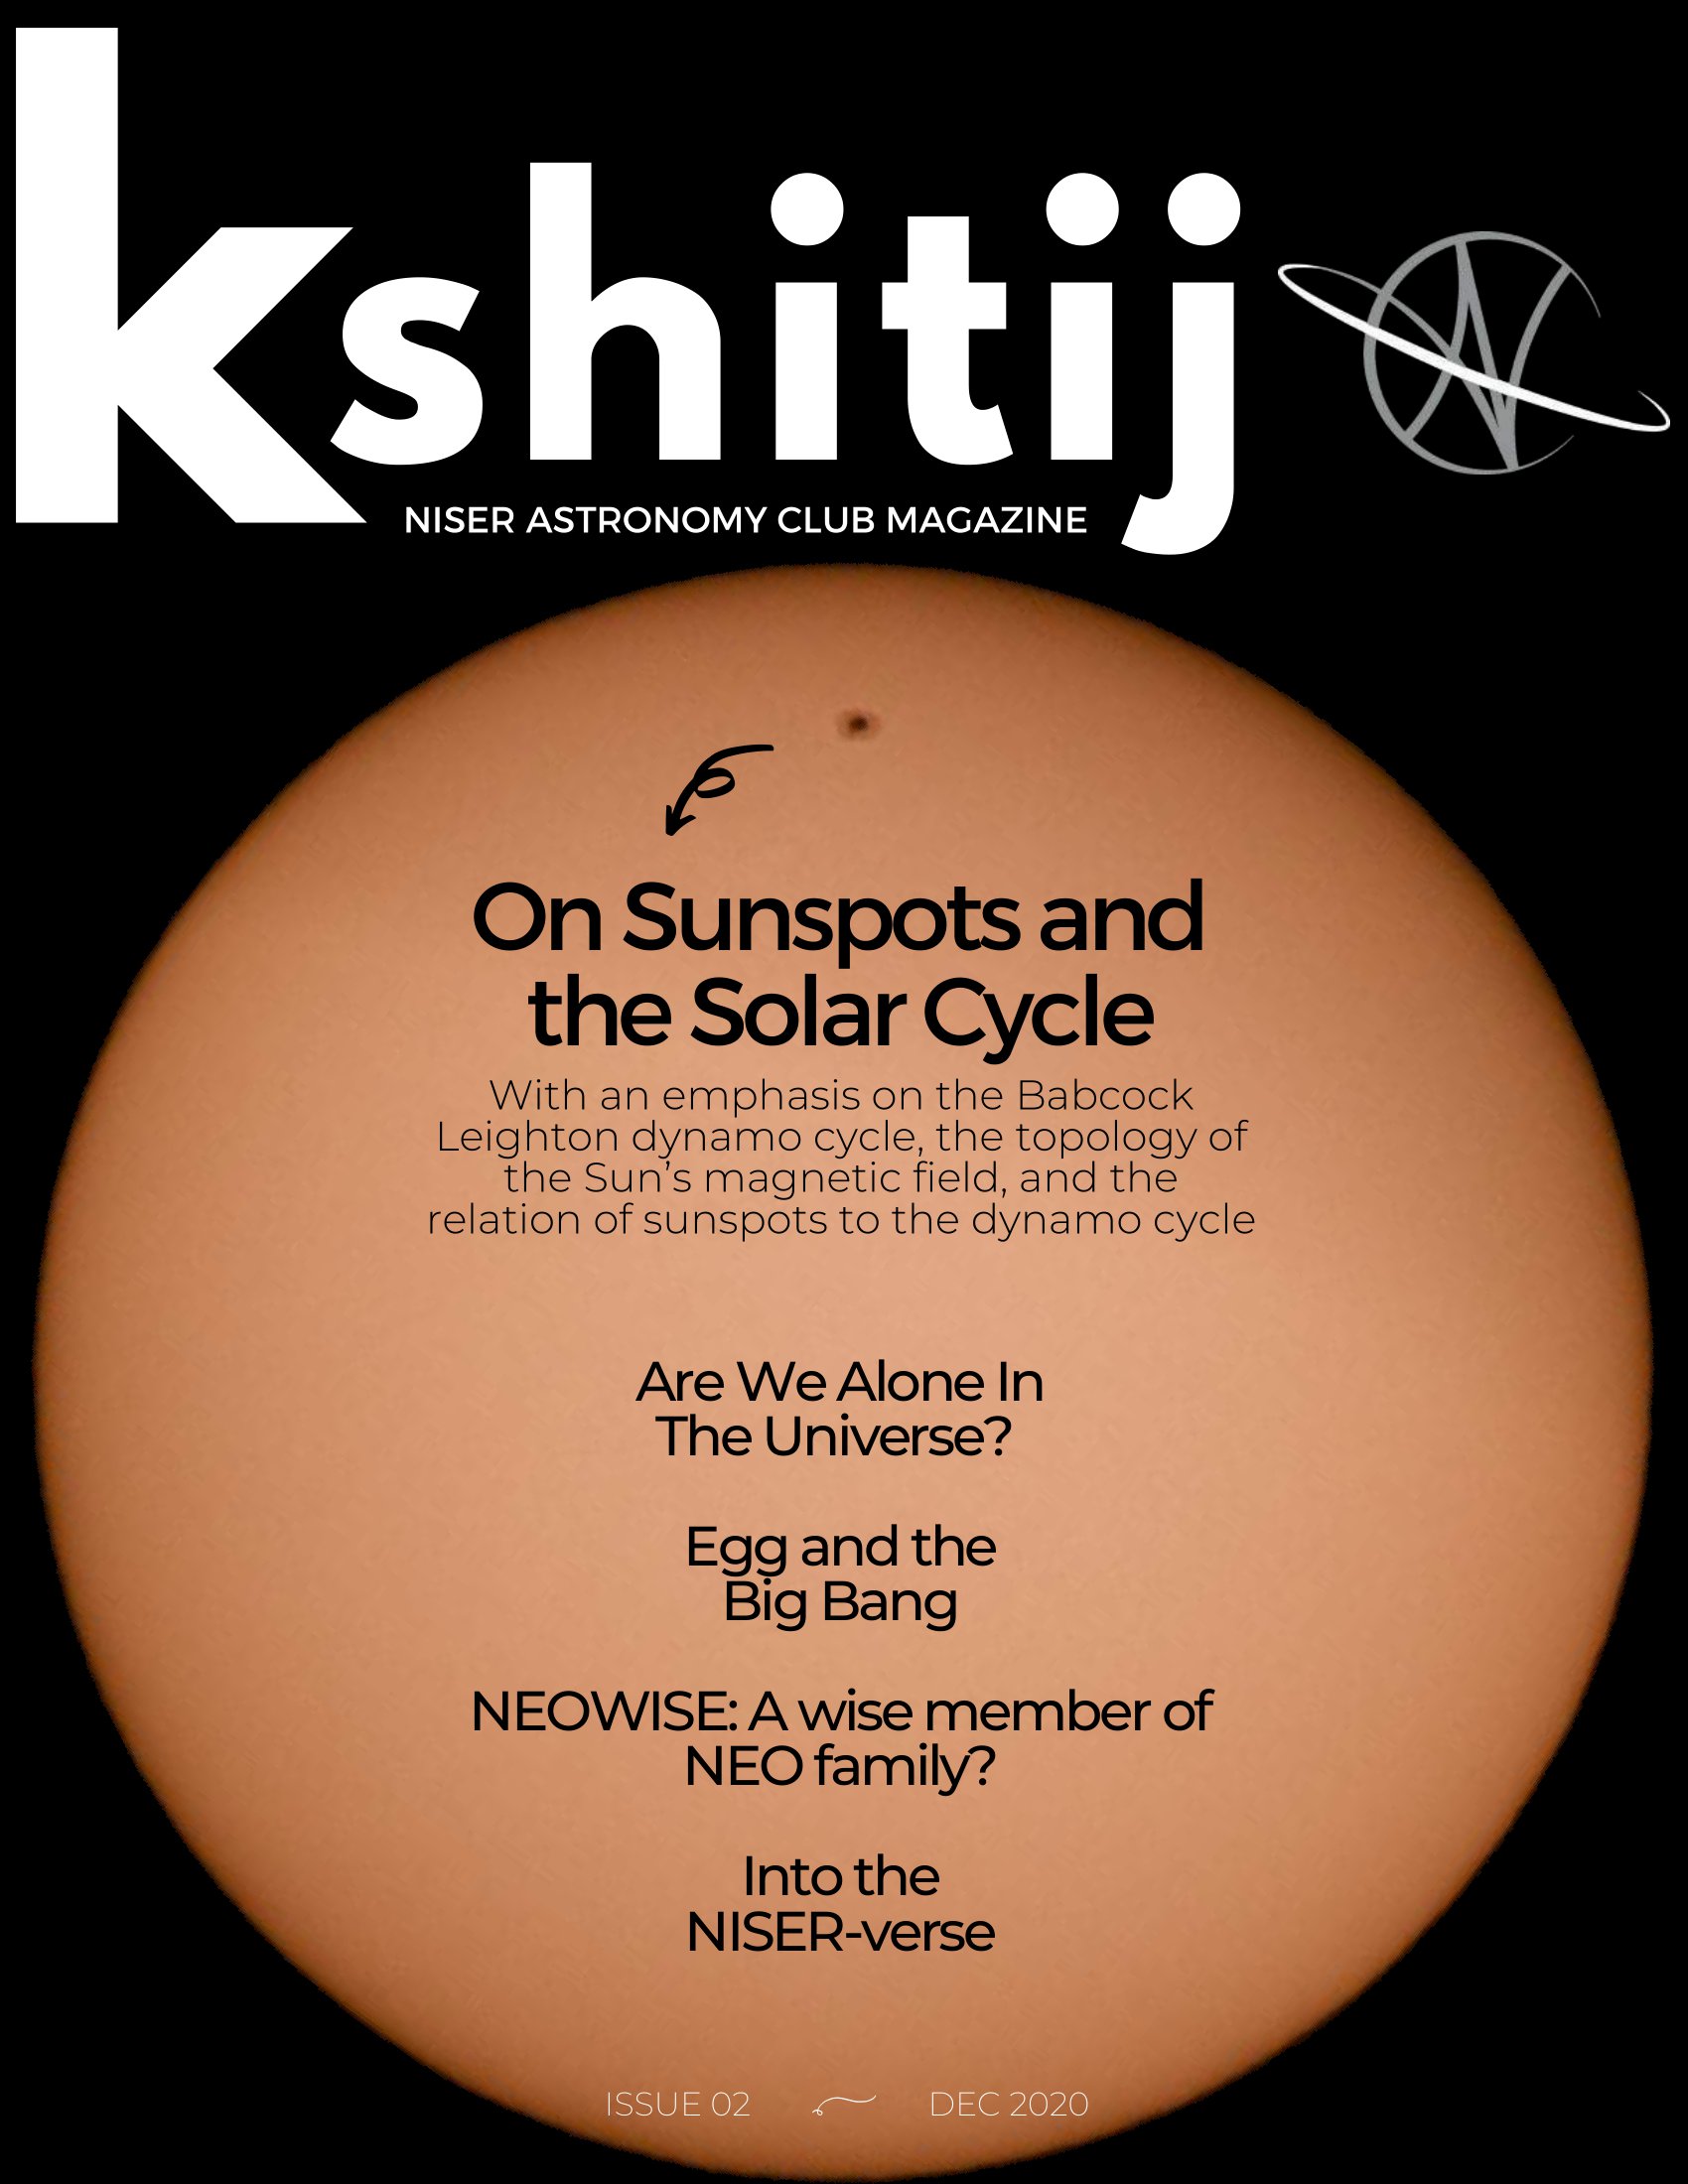 kshitij
NISER ASTRONOMY CLUB MAGAZINE
On Sunspots and
the Solar Cycle
With an emphasis on the Babcock
Leighton dynamo cycle, the topology of
the Sun’s magnetic field, and the
relation of sunspots to the dynamo cycle
Are We Alone In
The Universe?
Egg and the
Big Bang
NEOWISE: A wise member of
NEO family?
Into the
NISER-verse
ISSUE 02 DEC 2020